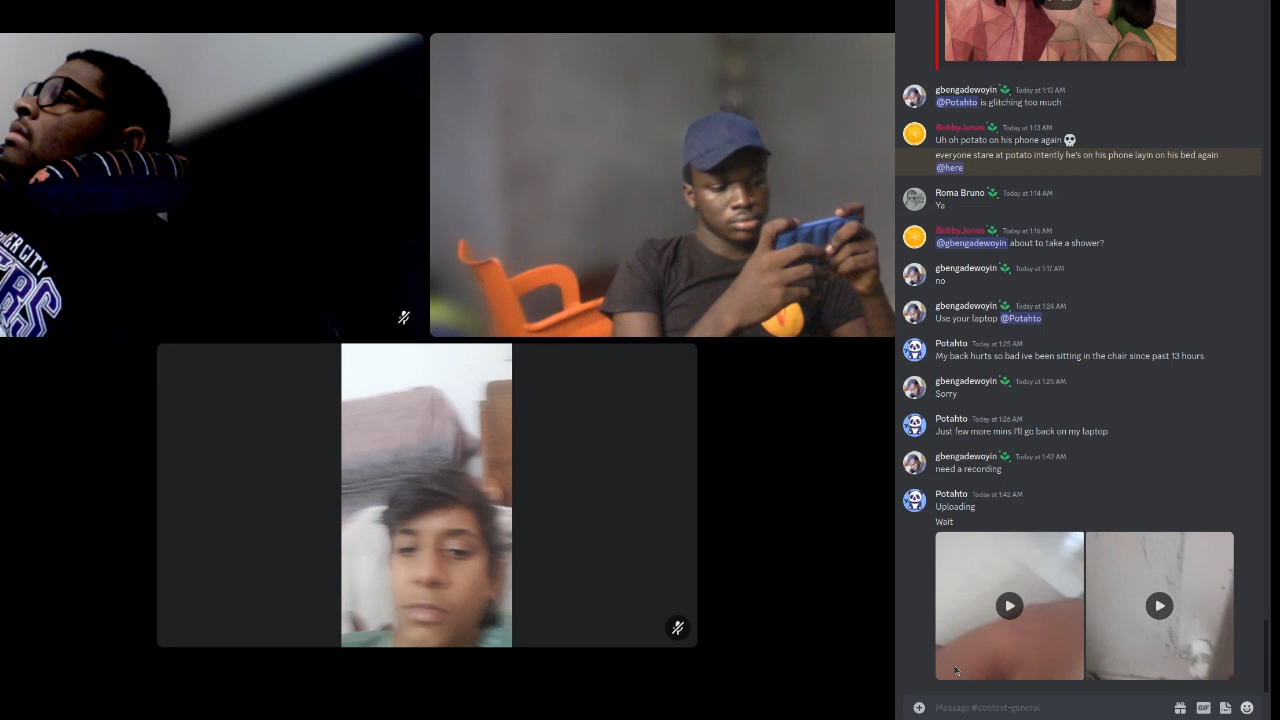 ER CITY
ERS
gbengadewoyin Today at 1:10 AM
@Potahto is glitching too much
BobbyJonas Today at 1:13 AM
Uh oh potato on his phone again
everyone stare at potato intently he's on his phone layin on his bed again
@here
Roma Bruno Today at 1:14 AM
Ya
BobbyJonas Today at 1:16 AM
@gbengadewoyin about to take a shower?
gbengadewoyin Today at 1:17 AM
no
gbengadewoyin Today at 1:24 AM
Use your laptop @Potahto
Potahto Today at 1:25 AM
My back hurts so bad ive been sitting in the chair since past 13 hours
gbengadewoyin Today at 1:25 AM
Sorry
Potahto Today at 1:26 AM
Just few more mins I'll go back on my laptop
gbengadewoyin Today at 1:42 AM
need a recording
Potahto Today at 1:42 AM
Uploading
Wait
Message #contest-general
GIF